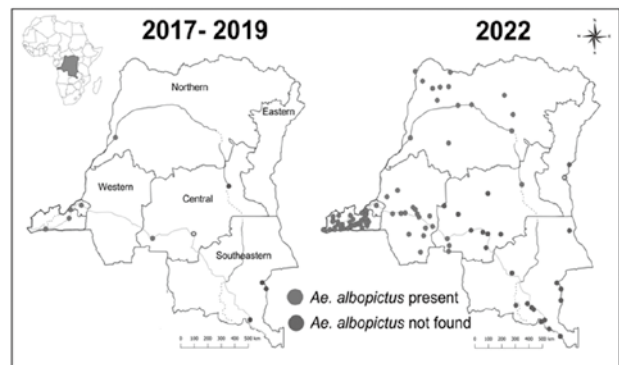 2017- 2019
2022
Northern
Eastern
Western
Central
Southeastern
Ae. albopictus present
Ae. albopictus not found